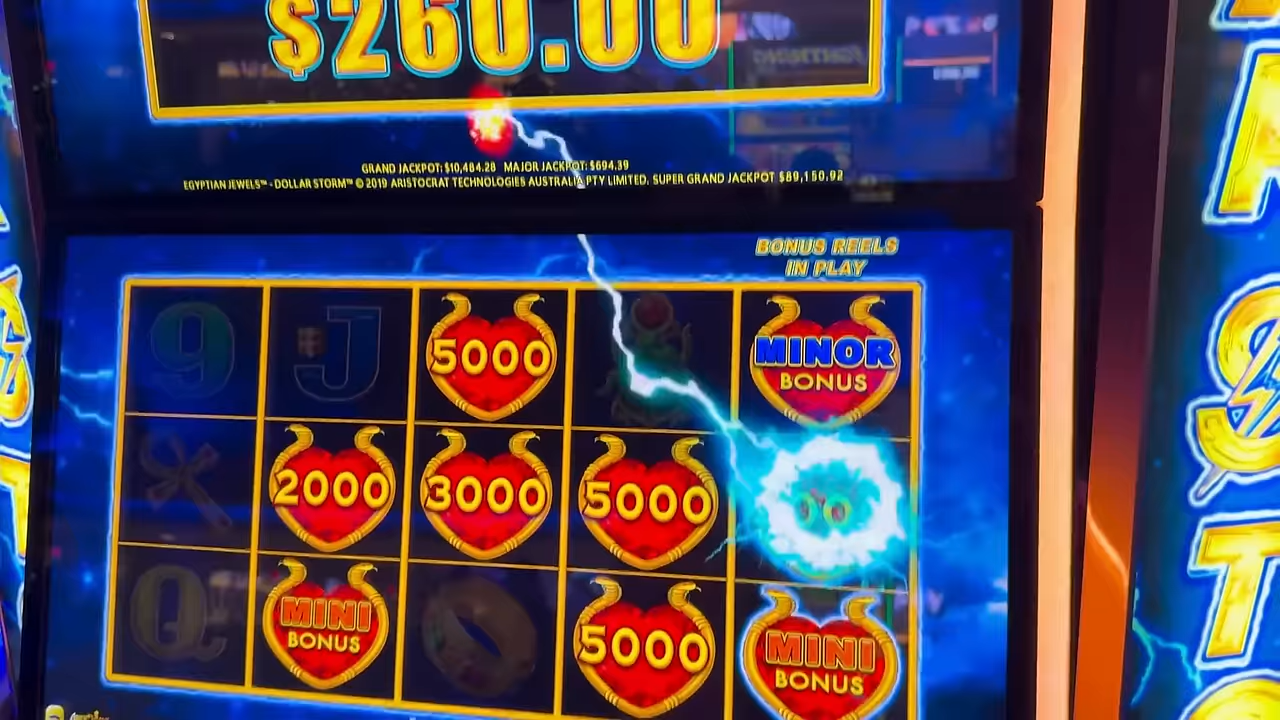 $260.00
GRAND JACKPOT: $10,484.28 MAJOR JACKPOT: $694.39
EGYPTIAN JEWELS™ - DOLLAR STORM™ © 2019 ARISTOCRAT TECHNOLOGIES AUSTRALIA PTY LIMITED. SUPER GRAND JACKPOT $89,150.92
BONUS REELS
IN PLAY
9
J
5000
MINOR
BONUS
2000
3000
5000
Q
MINI
BONUS
5000
MINI
BONUS